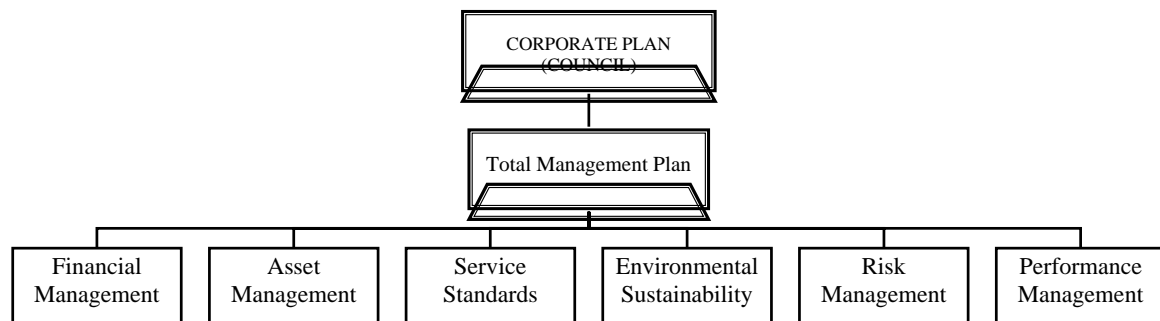 CORPORATE PLAN
(COUNCIL)
Total Management Plan
Financial
Management
Asset
Management
Service
Standards
Environmental
Sustainability
Risk
Management
Performance
Management